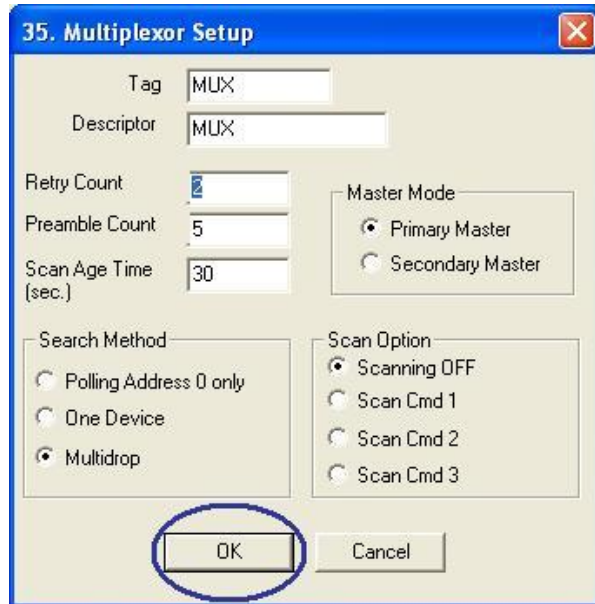 35. Multiplexor Setup
Tag MUX
Descriptor MUX
Retry Count 2
Preamble Count 5
Scan Age Time (sec.) 30
Master Mode
Primary Master
Secondary Master
Search Method
Polling Address 0 only
One Device
Multidrop
Scan Option
Scanning OFF
Scan Cmd 1
Scan Cmd 2
Scan Cmd 3
OK
Cancel